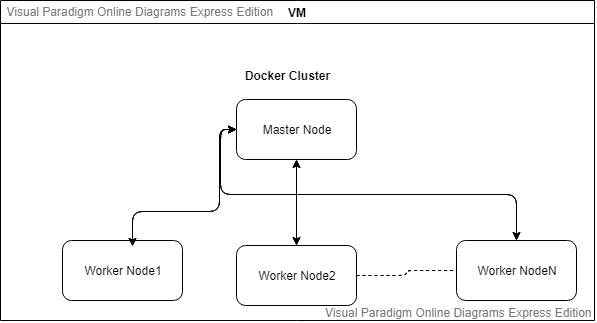 Visual Paradigm Online Diagrams Express Edition VM
Docker Cluster
Master Node
Worker Node1
Worker Node2
Worker NodeN
Visual Paradigm Online Diagrams Express Edition